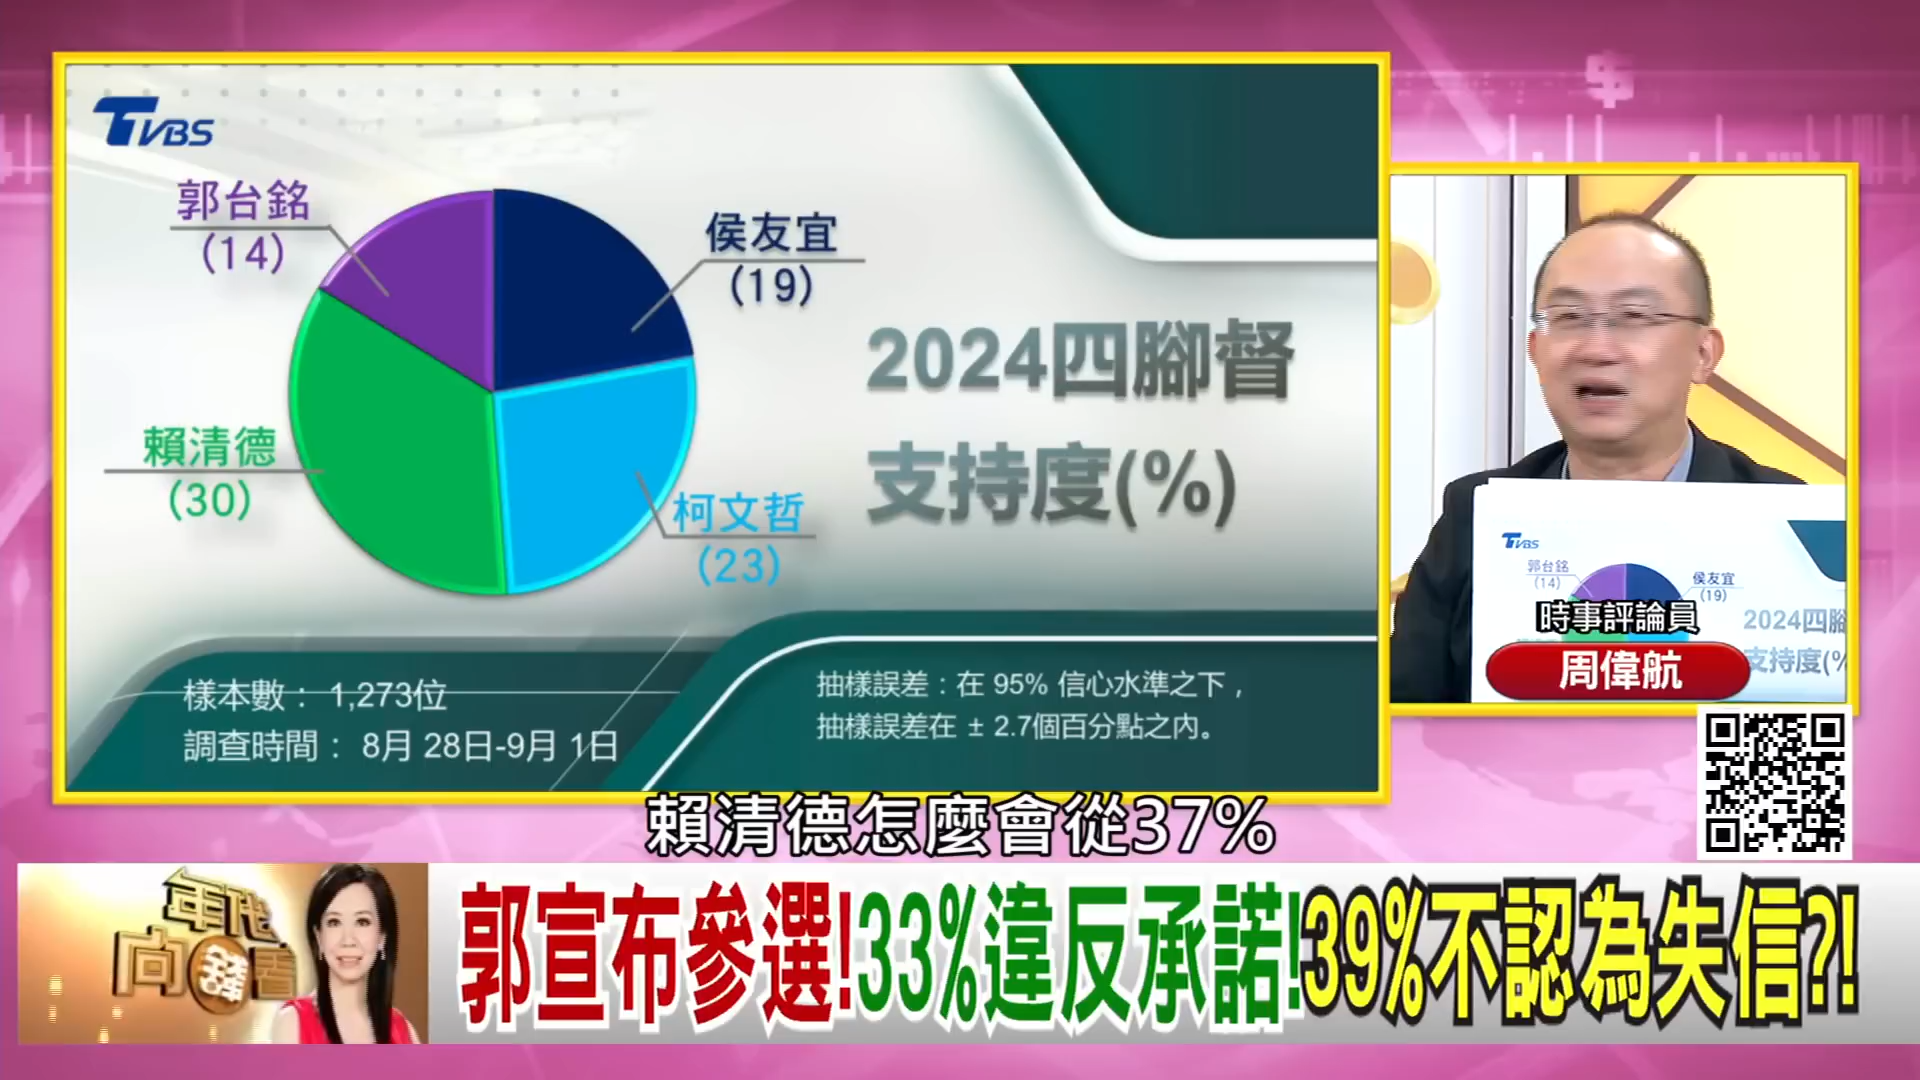 TVBS
郭台銘
(14)
侯友宜
(19)
賴清德
(30)
柯文哲
(23)
2024四腳督
支持度(%)
樣本數： 1,273位
調查時間： 8月 28日-9月 1日
抽樣誤差：在 95% 信心水準之下，
抽樣誤差在 ± 2.7個百分點之內。
TVBS
郭台銘
(14)
侯友宜
(19)
2024四腳
支持度(%
時事評論員
周偉航
賴清德怎麼會從37%
年代
向錢看
郭宣布參選!33%違反承諾!39%不認為失信?!